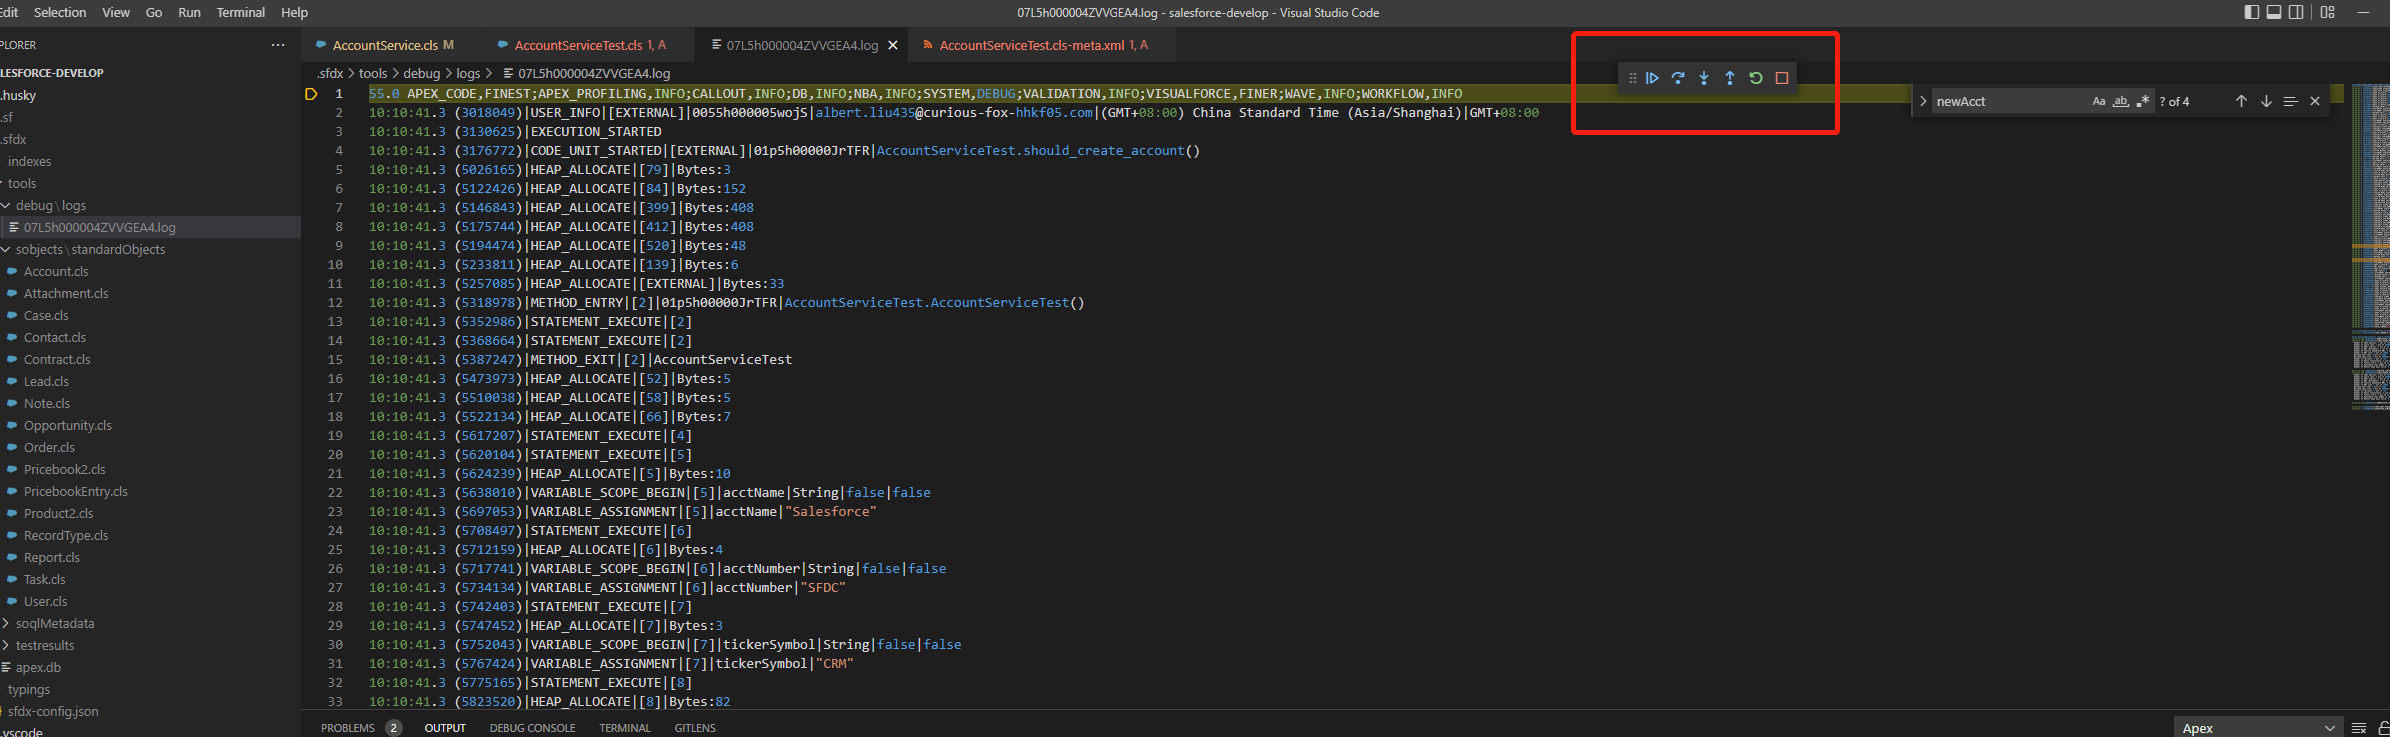 Edit Selection View Go Run Terminal Help
07L5h000004ZVVGEA4.log - salesforce-develop - Visual Studio Code
PLORER
AccountService.cls M
AccountServiceTest.cls 1, A
07L5h000004ZVVGEA4.log
AccountServiceTest.cls-meta.xml 1, A
LESFORCE-DEVELOP
.husky
.sf
.sfdx
indexes
tools
debug\logs
07L5h000004ZVVGEA4.log
sobjects\standardObjects
Account.cls
Attachment.cls
Case.cls
Contact.cls
Contract.cls
Lead.cls
Note.cls
Opportunity.cls
Order.cls
Pricebook2.cls
PricebookEntry.cls
Product2.cls
RecordType.cls
Report.cls
Task.cls
User.cls
soqlMetadata
testresults
apex.db
typings
sfdx-config.json
.vscode
.sfdx > tools > debug > logs > 07L5h000004ZVVGEA4.log
newAcct Aa ab .* ? of 4
1 55.0 APEX_CODE,FINEST;APEX_PROFILING,INFO;CALLOUT,INFO;DB,INFO;NBA,INFO;SYSTEM,DEBUG;VALIDATION,INFO;VISUALFORCE,FINER;WAVE,INFO;WORKFLOW,INFO
2 10:10:41.3 (3018049)|USER_INFO|[EXTERNAL]|0055h000005wojS|albert.liu435@curious-fox-hhkf05.com|(GMT+08:00) China Standard Time (Asia/Shanghai)|GMT+08:00
3 10:10:41.3 (3130625)|EXECUTION_STARTED
4 10:10:41.3 (3176772)|CODE_UNIT_STARTED|[EXTERNAL]|01p5h00000JrTFR|AccountServiceTest.should_create_account()
5 10:10:41.3 (5026165)|HEAP_ALLOCATE|[79]|Bytes:3
6 10:10:41.3 (5122426)|HEAP_ALLOCATE|[84]|Bytes:152
7 10:10:41.3 (5146843)|HEAP_ALLOCATE|[399]|Bytes:408
8 10:10:41.3 (5175744)|HEAP_ALLOCATE|[412]|Bytes:408
9 10:10:41.3 (5194474)|HEAP_ALLOCATE|[520]|Bytes:48
10 10:10:41.3 (5233811)|HEAP_ALLOCATE|[139]|Bytes:6
11 10:10:41.3 (5257085)|HEAP_ALLOCATE|[EXTERNAL]|Bytes:33
12 10:10:41.3 (5318978)|METHOD_ENTRY|[2]|01p5h00000JrTFR|AccountServiceTest.AccountServiceTest()
13 10:10:41.3 (5352986)|STATEMENT_EXECUTE|[2]
14 10:10:41.3 (5368664)|STATEMENT_EXECUTE|[2]
15 10:10:41.3 (5387247)|METHOD_EXIT|[2]|AccountServiceTest
16 10:10:41.3 (5473973)|HEAP_ALLOCATE|[52]|Bytes:5
17 10:10:41.3 (5510038)|HEAP_ALLOCATE|[58]|Bytes:5
18 10:10:41.3 (5522134)|HEAP_ALLOCATE|[66]|Bytes:7
19 10:10:41.3 (5617207)|STATEMENT_EXECUTE|[4]
20 10:10:41.3 (5620104)|STATEMENT_EXECUTE|[5]
21 10:10:41.3 (5624239)|HEAP_ALLOCATE|[5]|Bytes:10
22 10:10:41.3 (5638010)|VARIABLE_SCOPE_BEGIN|[5]|acctName|String|false|false
23 10:10:41.3 (5697053)|VARIABLE_ASSIGNMENT|[5]|acctName|"Salesforce"
24 10:10:41.3 (5708497)|STATEMENT_EXECUTE|[6]
25 10:10:41.3 (5712159)|HEAP_ALLOCATE|[6]|Bytes:4
26 10:10:41.3 (5717741)|VARIABLE_SCOPE_BEGIN|[6]|acctNumber|String|false|false
27 10:10:41.3 (5734134)|VARIABLE_ASSIGNMENT|[6]|acctNumber|"SFDC"
28 10:10:41.3 (5742403)|STATEMENT_EXECUTE|[7]
29 10:10:41.3 (5747452)|HEAP_ALLOCATE|[7]|Bytes:3
30 10:10:41.3 (5752043)|VARIABLE_SCOPE_BEGIN|[7]|tickerSymbol|String|false|false
31 10:10:41.3 (5767424)|VARIABLE_ASSIGNMENT|[7]|tickerSymbol|"CRM"
32 10:10:41.3 (5775165)|STATEMENT_EXECUTE|[8]
33 10:10:41.3 (5823520)|HEAP_ALLOCATE|[8]|Bytes:82
PROBLEMS 2 OUTPUT DEBUG CONSOLE TERMINAL GITLENS
Apex